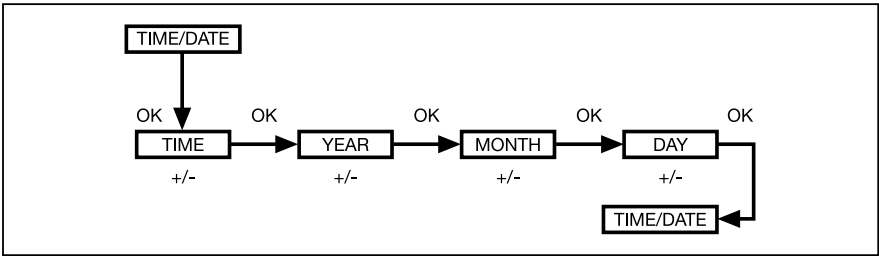 TIME/DATE
OK OK OK OK OK
TIME YEAR MONTH DAY
+/- +/- +/- +/-
TIME/DATE